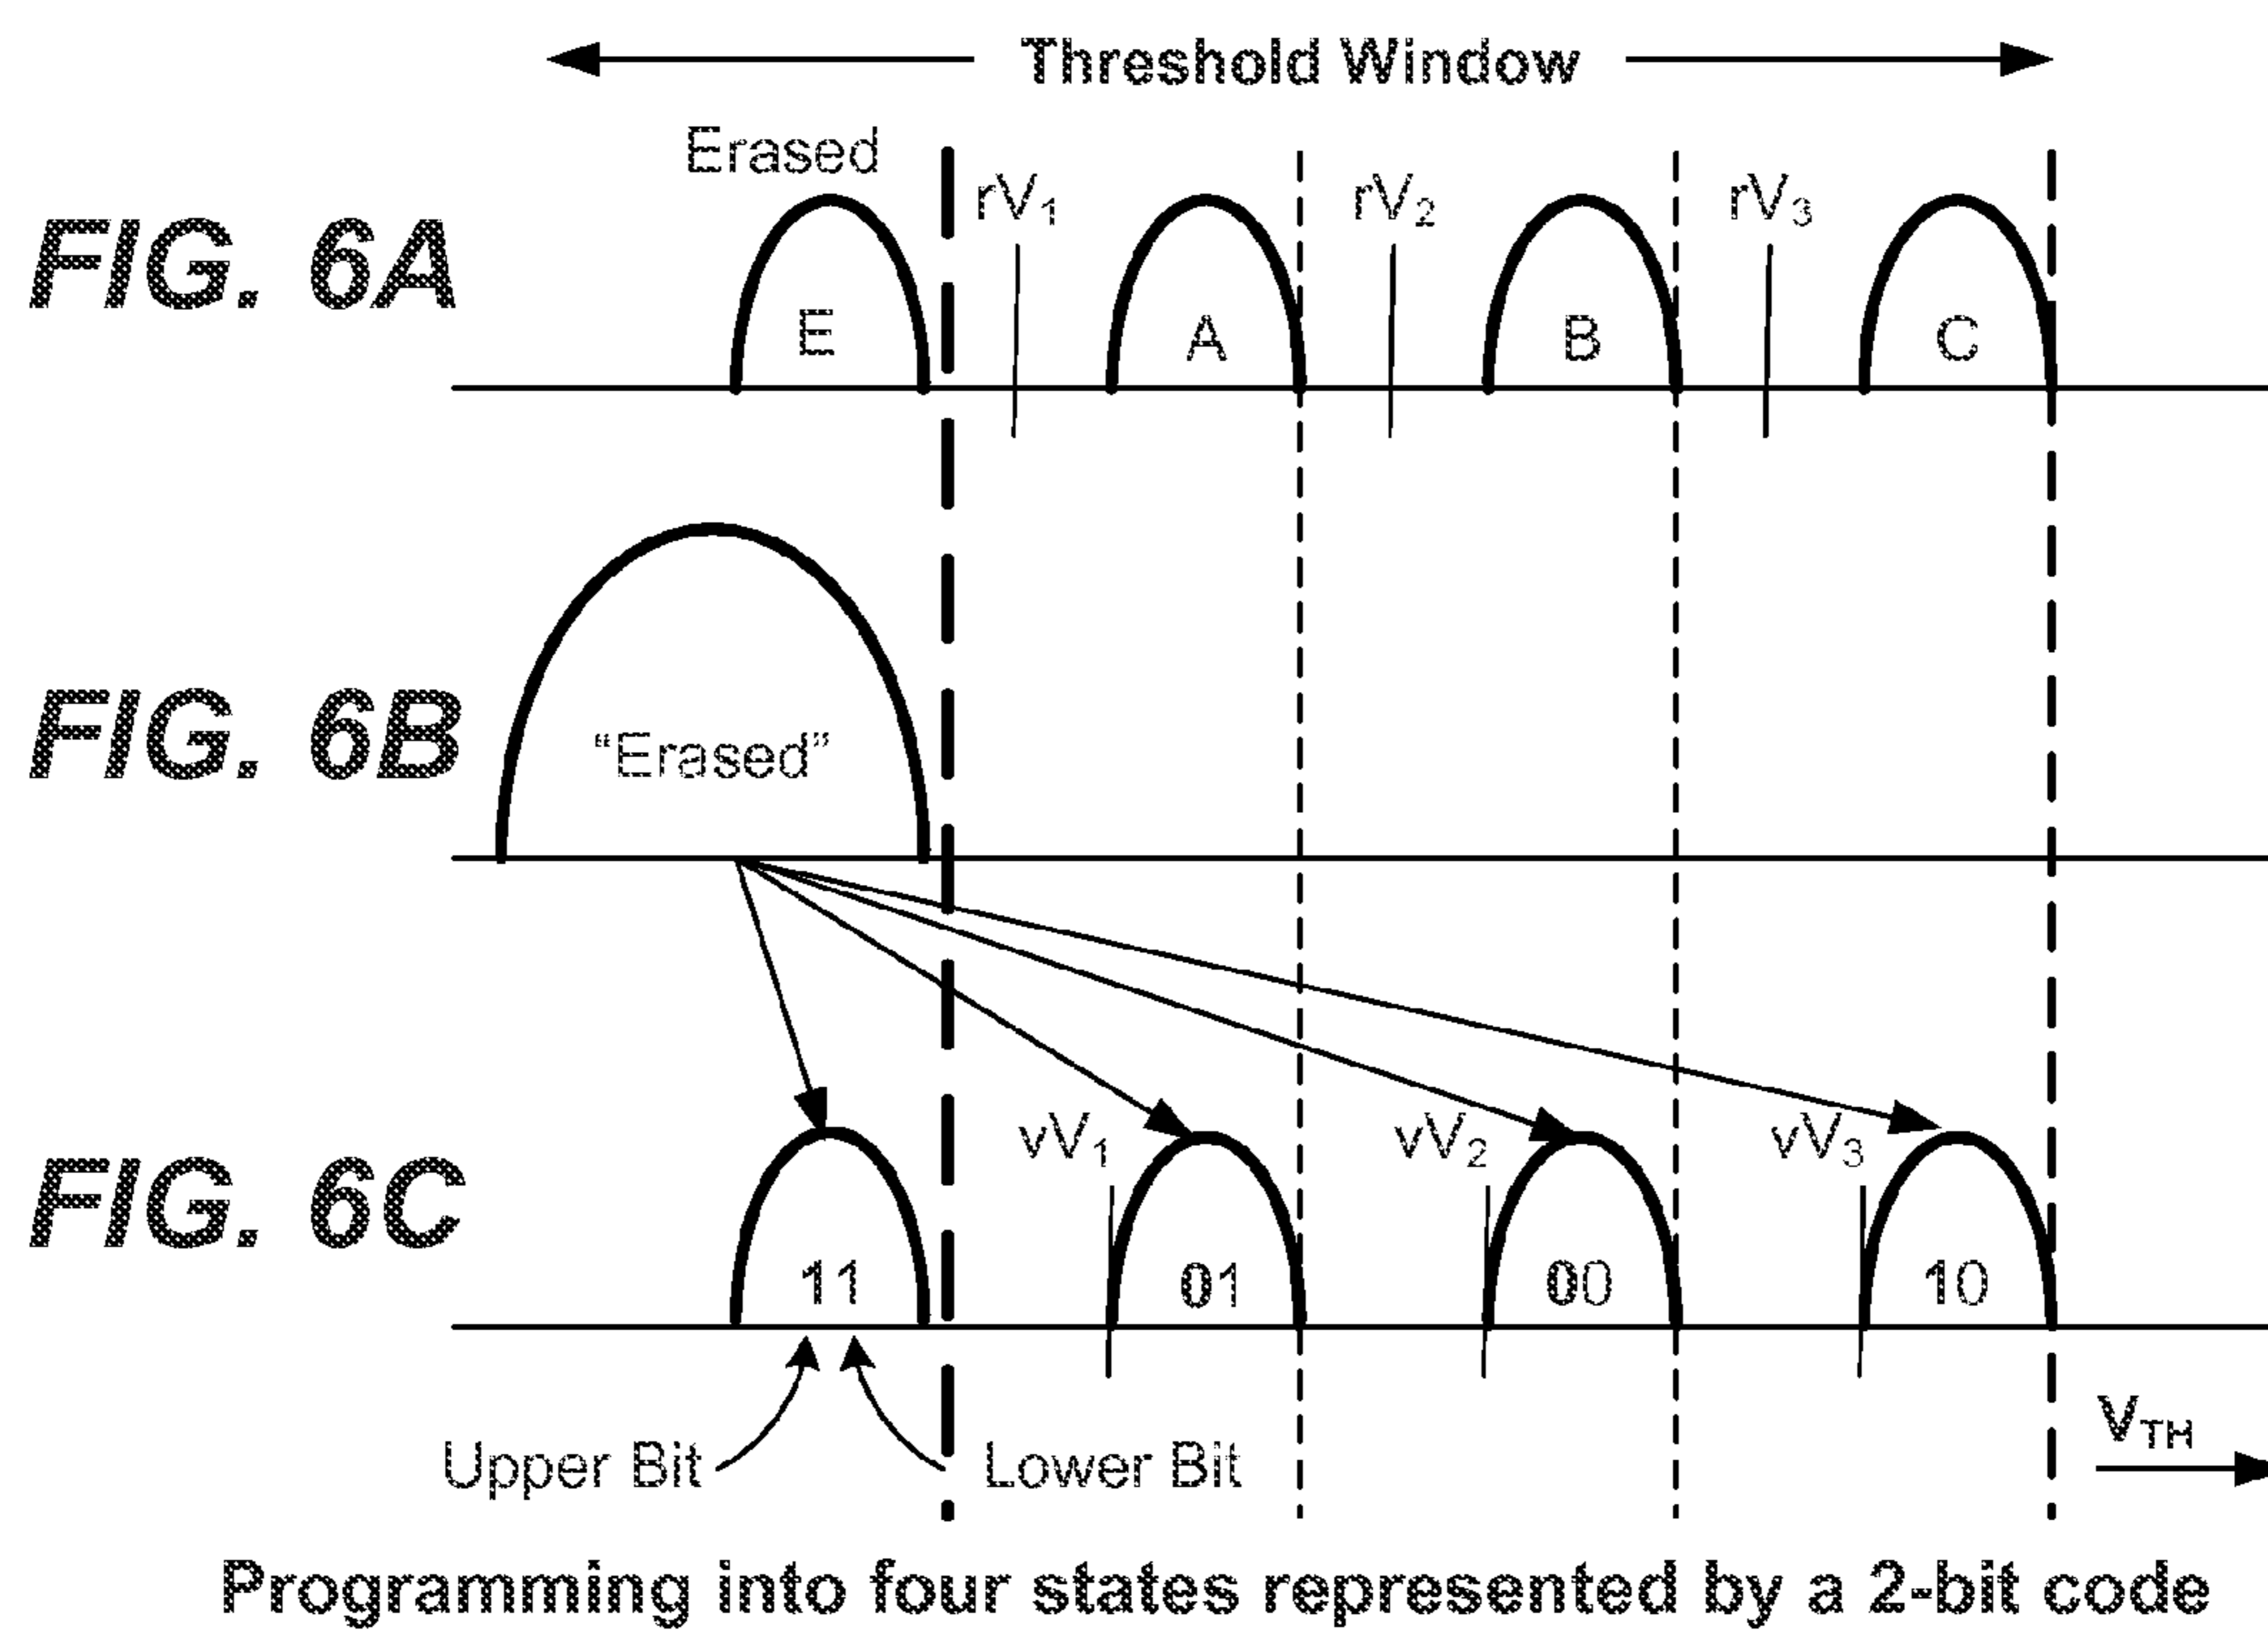 Threshold Window
Erased
FIG. 6A
rV₁ rV₂ rV₃
E A B C
FIG. 6B
“Erased”
FIG. 6C
vV₁ vV₂ vV₃
11 01 00 10
Upper Bit Lower Bit
V_TH
Programming into four states represented by a 2-bit code